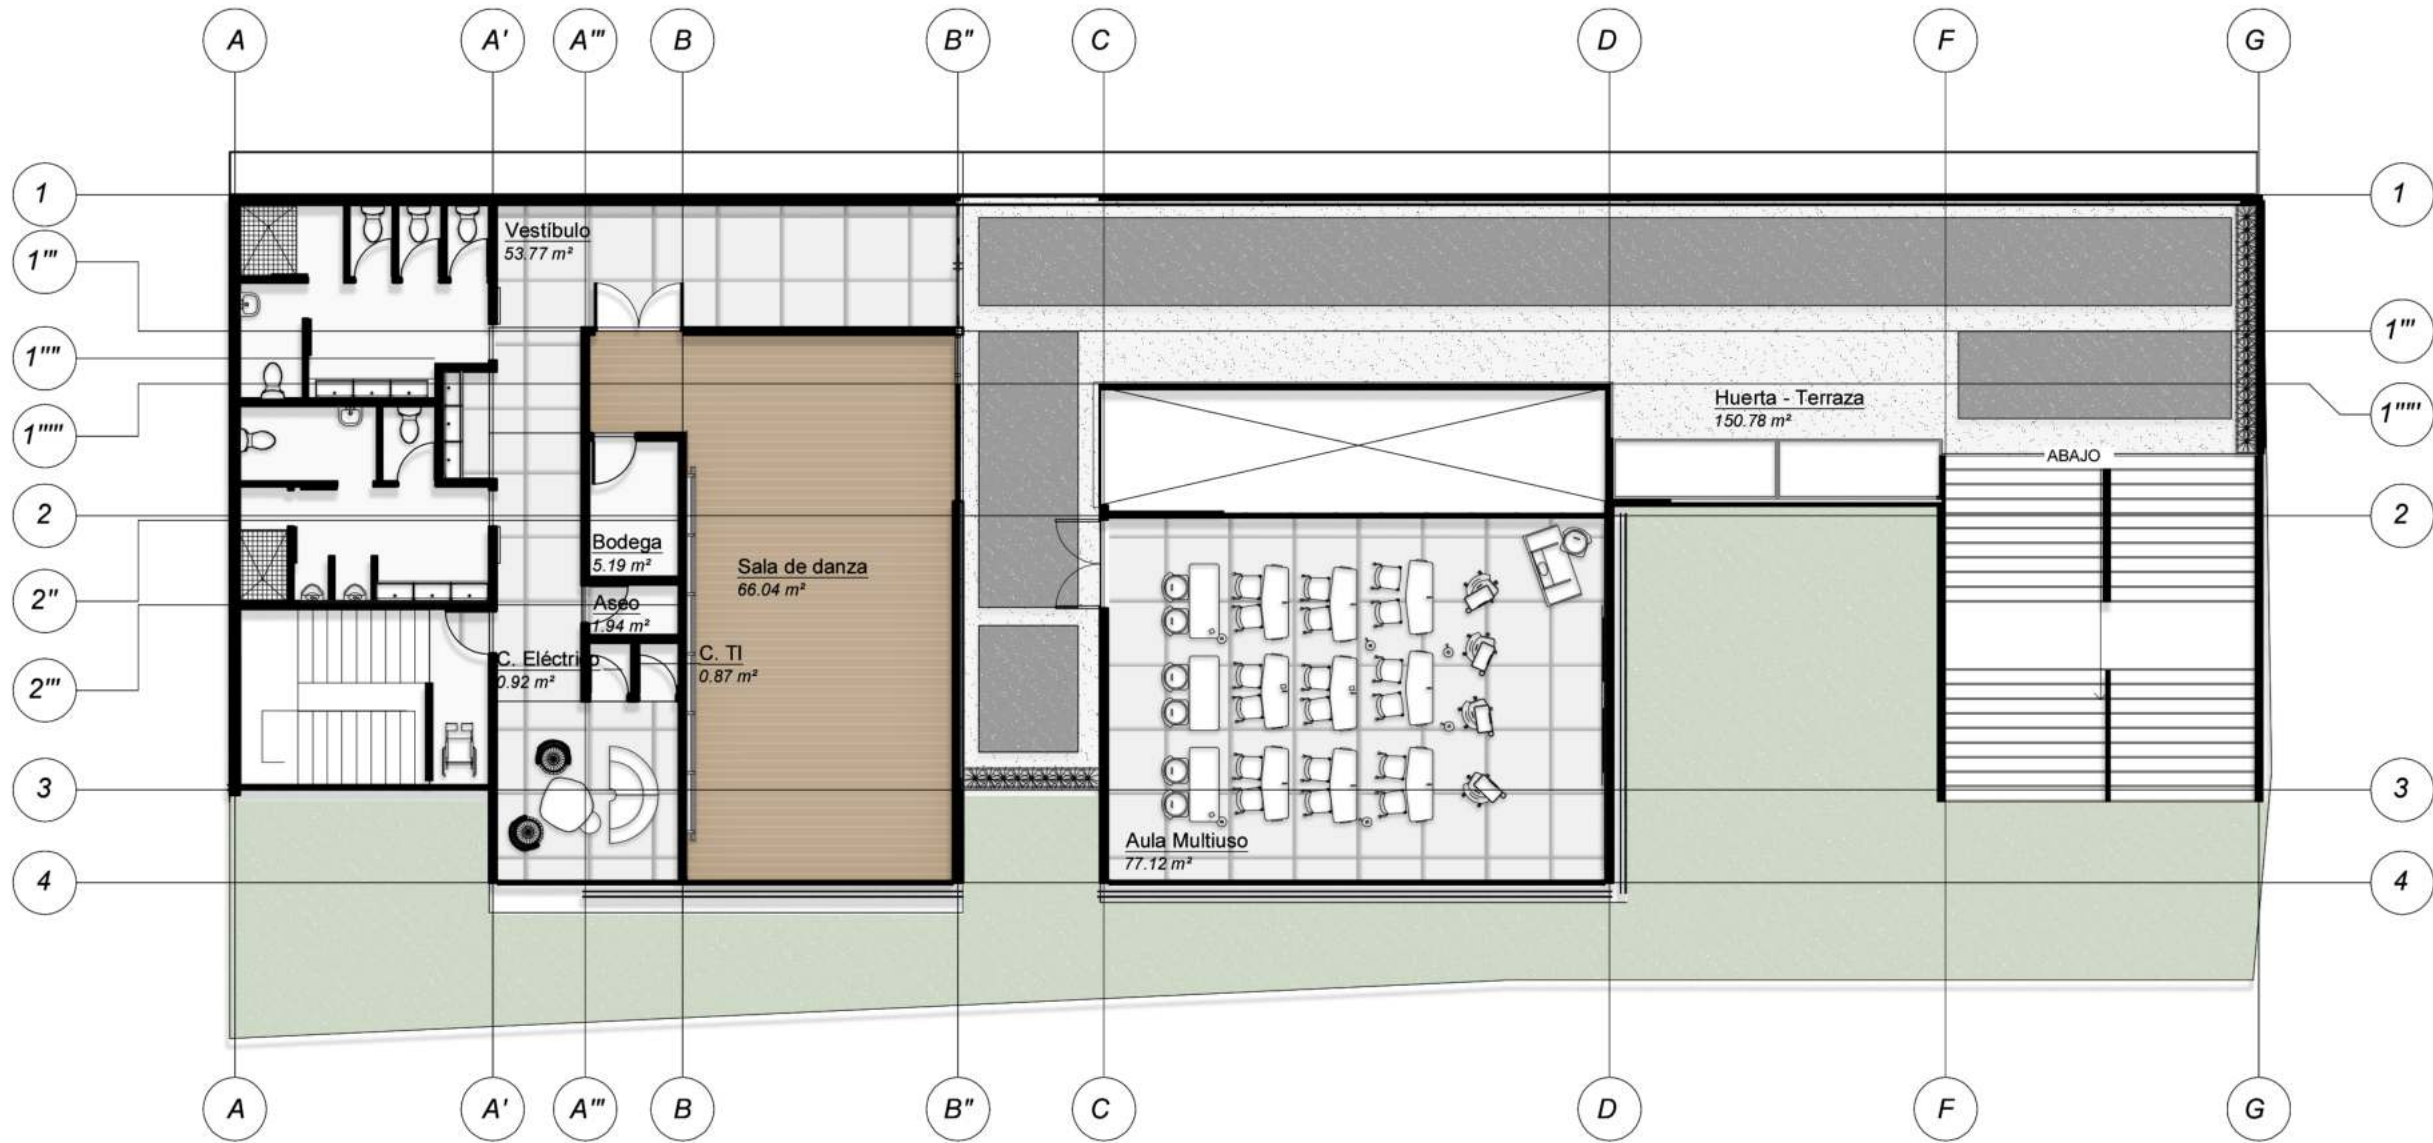 A A' A''' B B" C D F G
1 1
Vestíbulo
53.77 m²
1'''
1''' 
1''''
Huerta - Terraza
150.78 m²
1'''''
1'''''
ABAJO
2 2
Bodega
5.19 m²
Sala de danza
66.04 m²
2"
Aseo
1.94 m²
C. Eléctrico
0.92 m²
C. TI
0.87 m²
2'''
3 3
Aula Multiuso
77.12 m²
4 4
A A' A''' B B" C D F G